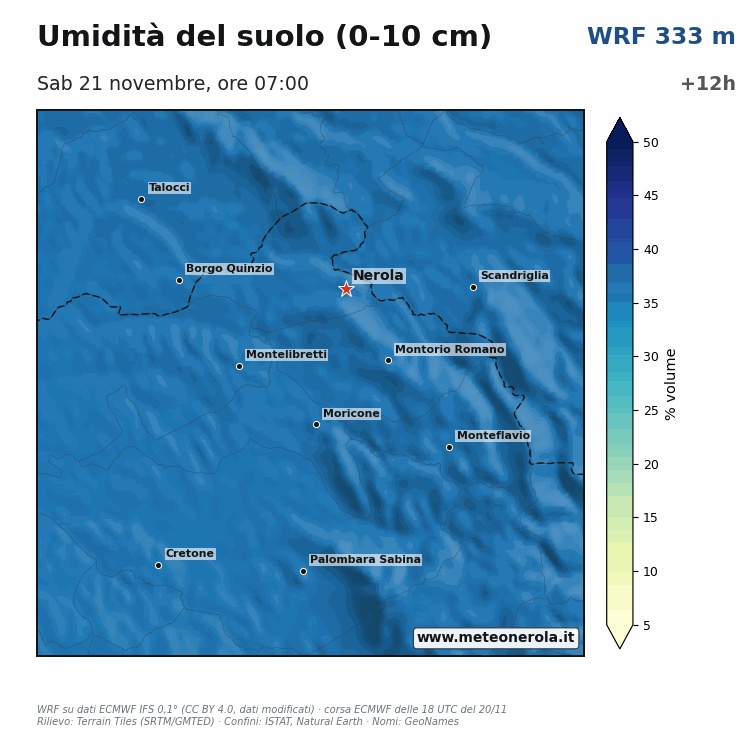 Umidità del suolo (0-10 cm)
WRF 333 m
Sab 21 novembre, ore 07:00
+12h
Talocci
Borgo Quinzio
Nerola
Scandriglia
Montelibretti
Montorio Romano
Moricone
Monteflavio
Cretone
Palombara Sabina
www.meteonerola.it
50
45
40
35
30
25
20
15
10
5
% volume
WRF su dati ECMWF IFS 0,1° (CC BY 4.0, dati modificati) · corsa ECMWF delle 18 UTC del 20/11
Rilievo: Terrain Tiles (SRTM/GMTED) · Confini: ISTAT, Natural Earth · Nomi: GeoNames